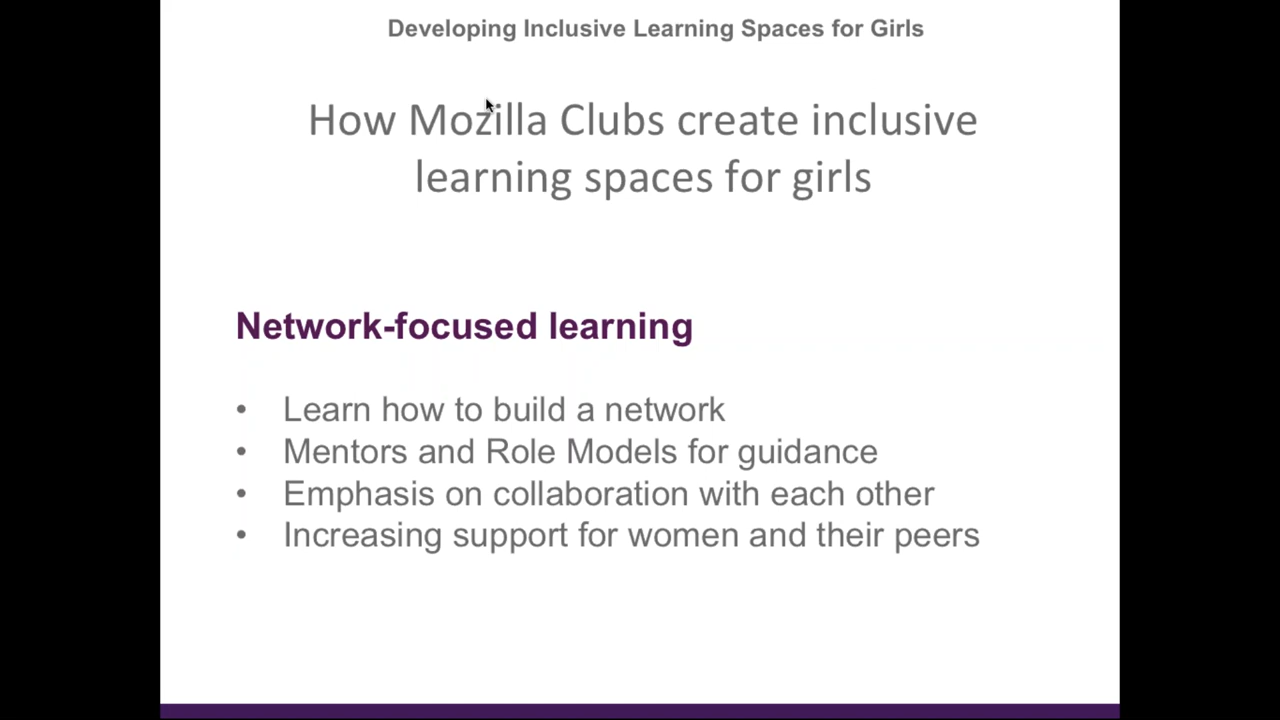 Developing Inclusive Learning Spaces for Girls
How Mozilla Clubs create inclusive
learning spaces for girls
Network-focused learning
• Learn how to build a network
• Mentors and Role Models for guidance
• Emphasis on collaboration with each other
• Increasing support for women and their peers